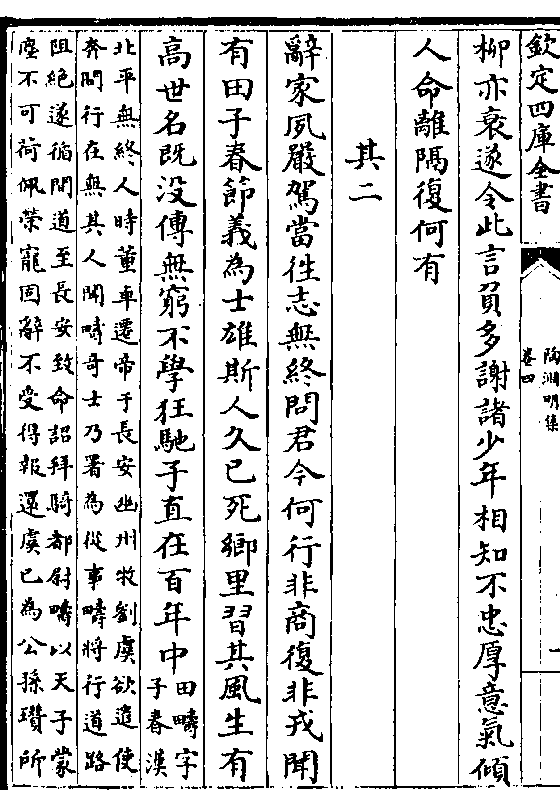 欽定四庫全書
陶淵明集
卷四
一
柳亦衰遂令此言負多謝諸少年相知不忠厚意氣傾
人命離隔復何有
其二
辭家夙嚴駕當徃志無終問君今何行非商復非戎聞
有田子春節義為士雄斯人久已死鄉里習其風生有
高世名既没傳無窮不學狂馳子直在百年中田疇字
子春漢
北平無終人時董卓遷帝于長安幽州牧劉虞欲遣使
奔問行在無其人聞疇竒士乃署為從事疇將行道路
阻絶遂循間道至長安致命詔拜騎都尉疇以天子蒙
塵不可荷佩榮寵固辭不受得報還虞已為公孫瓚所